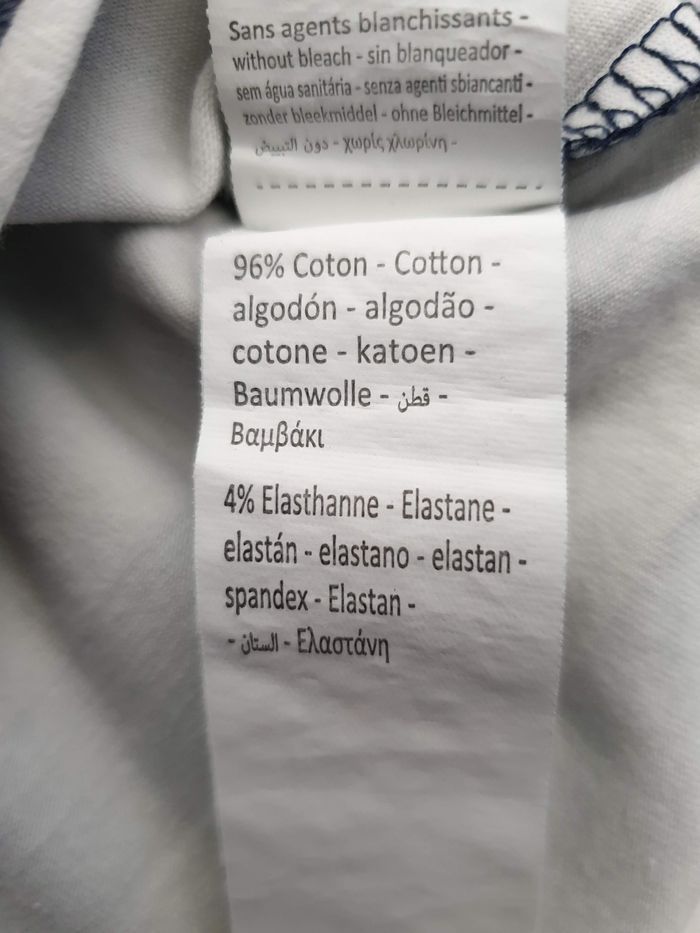 Sans agents blanchissants -
without bleach - sin blanqueador -
sem água sanitária - senza agenti sbiancanti -
zonder bleekmiddel - ohne Bleichmittel -
دون التبييض - χωρίς χλωρίνη -
96% Coton - Cotton -
algodón - algodão -
cotone - katoen -
Baumwolle - قطن -
Βαμβάκι
4% Elasthanne - Elastane -
elastán - elastano - elastan -
spandex - Elastan -
- الستان - Ελαστάνη